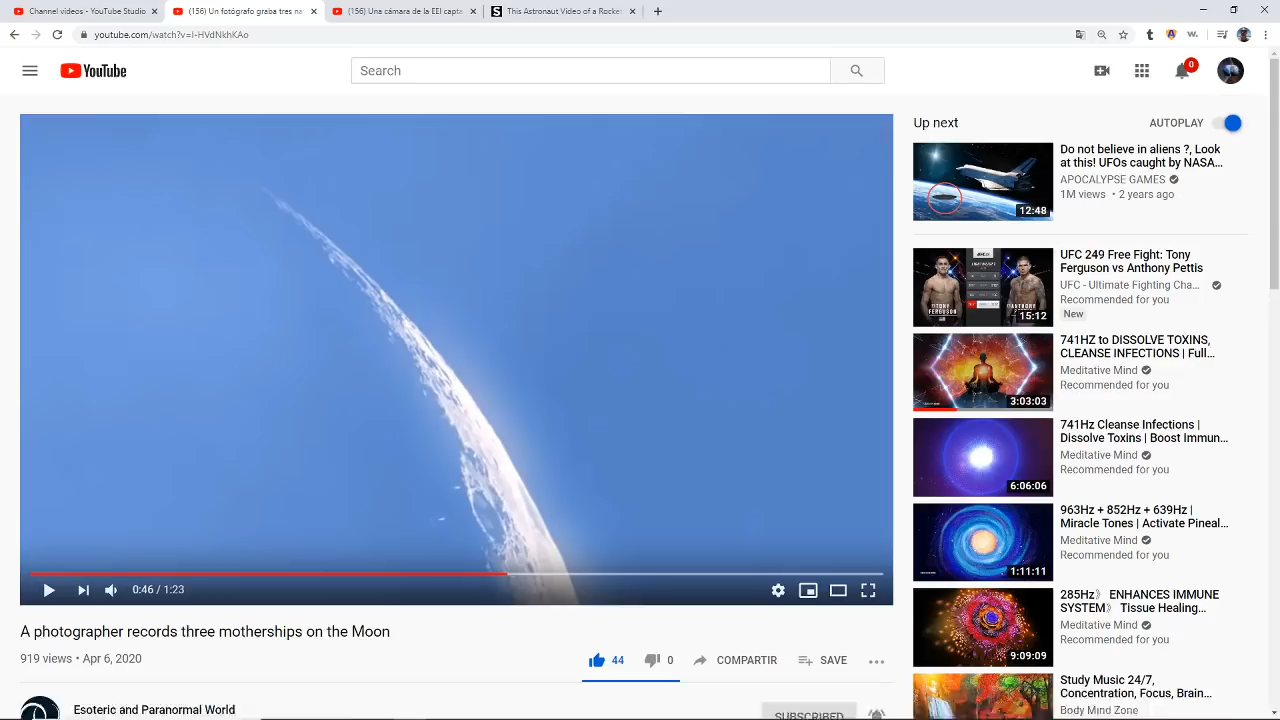 Channel videos - YouTube Studio
(156) Un fotógrafo graba tres na
(156) Una cámara de la EEI con
This Astronaut Video of a Rocke
youtube.com/watch?v=I-HVdNkhKAo
YouTube
Search
0
Up next
AUTOPLAY
Do not believe in aliens ?, Look
at this! UFOs caught by NASA...
APOCALYPSE GAMES
1M views • 2 years ago
12:48
UFC 249 Free Fight: Tony
Ferguson vs Anthony Pettis
UFC - Ultimate Fighting Cha...
Recommended for you
New
TONY
FERGUSON
ANTHONY
PETTIS
15:12
741HZ to DISSOLVE TOXINS,
CLEANSE INFECTIONS | Full...
Meditative Mind
Recommended for you
3:03:03
741Hz Cleanse Infections |
Dissolve Toxins | Boost Immun...
Meditative Mind
Recommended for you
6:06:06
963Hz + 852Hz + 639Hz |
Miracle Tones | Activate Pineal...
Meditative Mind
Recommended for you
1:11:11
285Hz》 ENHANCES IMMUNE
SYSTEM》 Tissue Healing...
Meditative Mind
Recommended for you
9:09:09
Study Music 24/7,
Concentration, Focus, Brain...
Body Mind Zone
0:46 / 1:23
A photographer records three motherships on the Moon
919 views • Apr 6, 2020
44
0
COMPARTIR
SAVE
Esoteric and Paranormal World
SUBSCRIBED